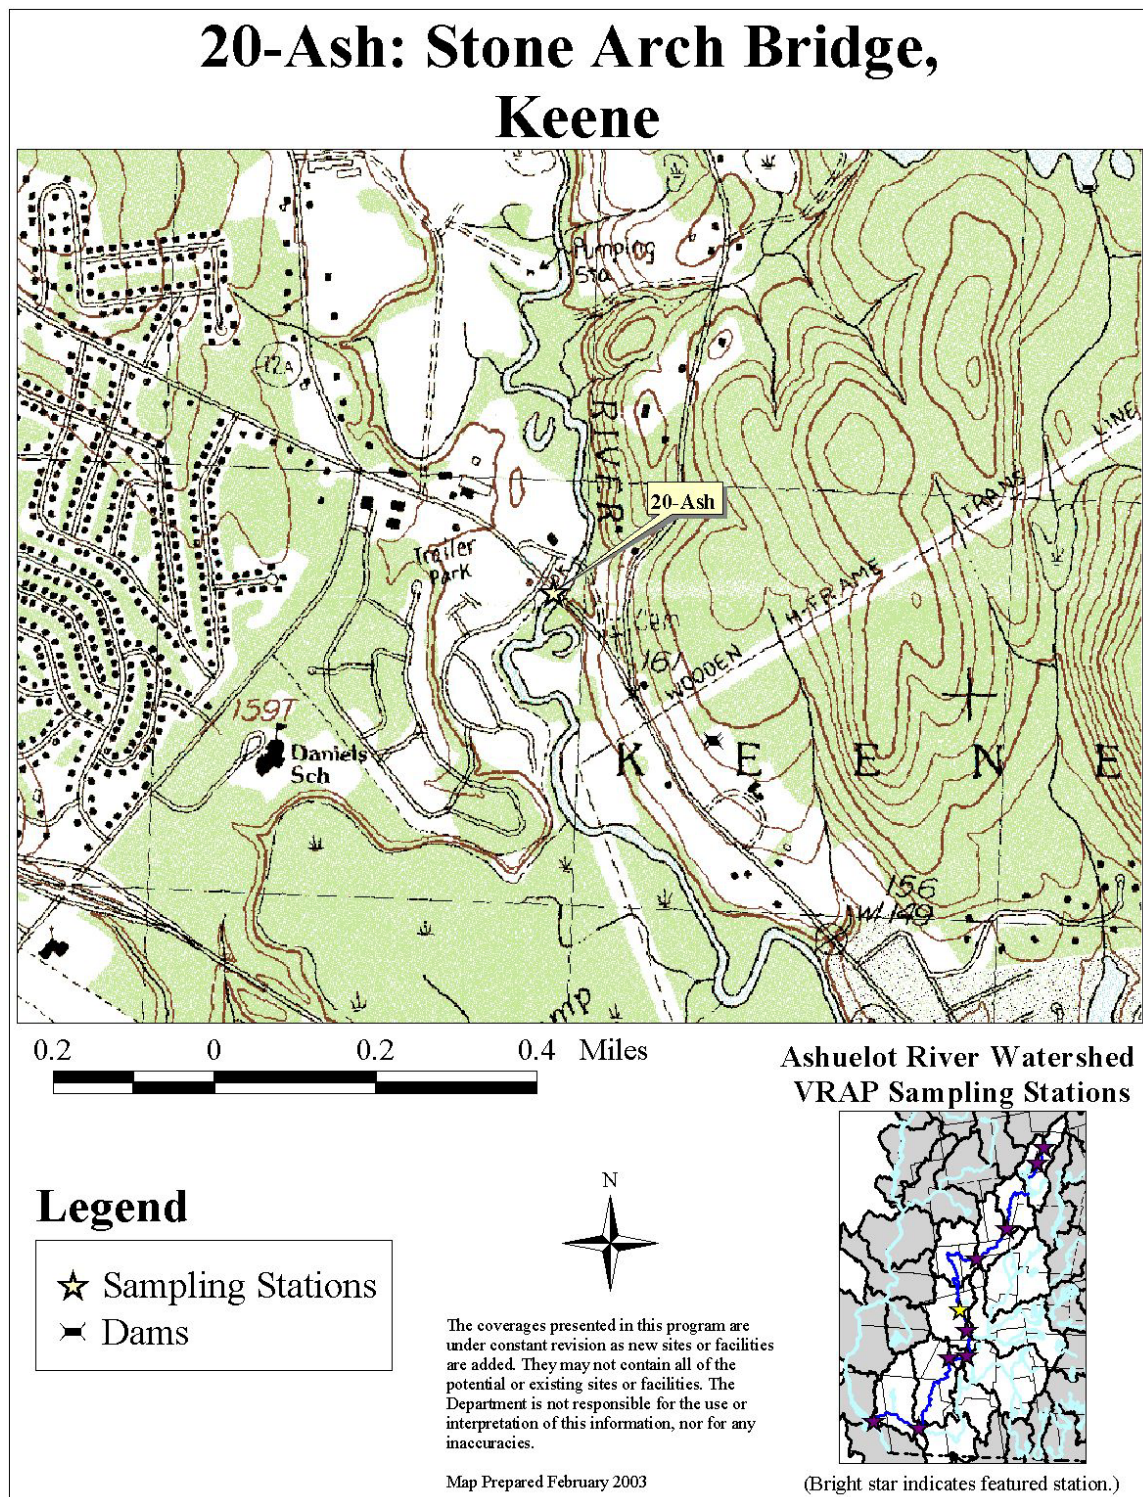 20-Ash: Stone Arch Bridge,
Keene
Pumping
Sta
12A
RIVER
LINE
TRANS
20-Ash
Trailer
Park
H-FRAME
Cem
161
WOODEN
159T
Daniels
Sch
KEENE
156
149
0.2 0 0.2 0.4 Miles
Ashuelot River Watershed
VRAP Sampling Stations
N
Legend
Sampling Stations
Dams
The coverages presented in this program are
under constant revision as new sites or facilities
are added. They may not contain all of the
potential or existing sites or facilities. The
Department is not responsible for the use or
interpretation of this information, nor for any
inaccuracies.
Map Prepared February 2003
(Bright star indicates featured station.)